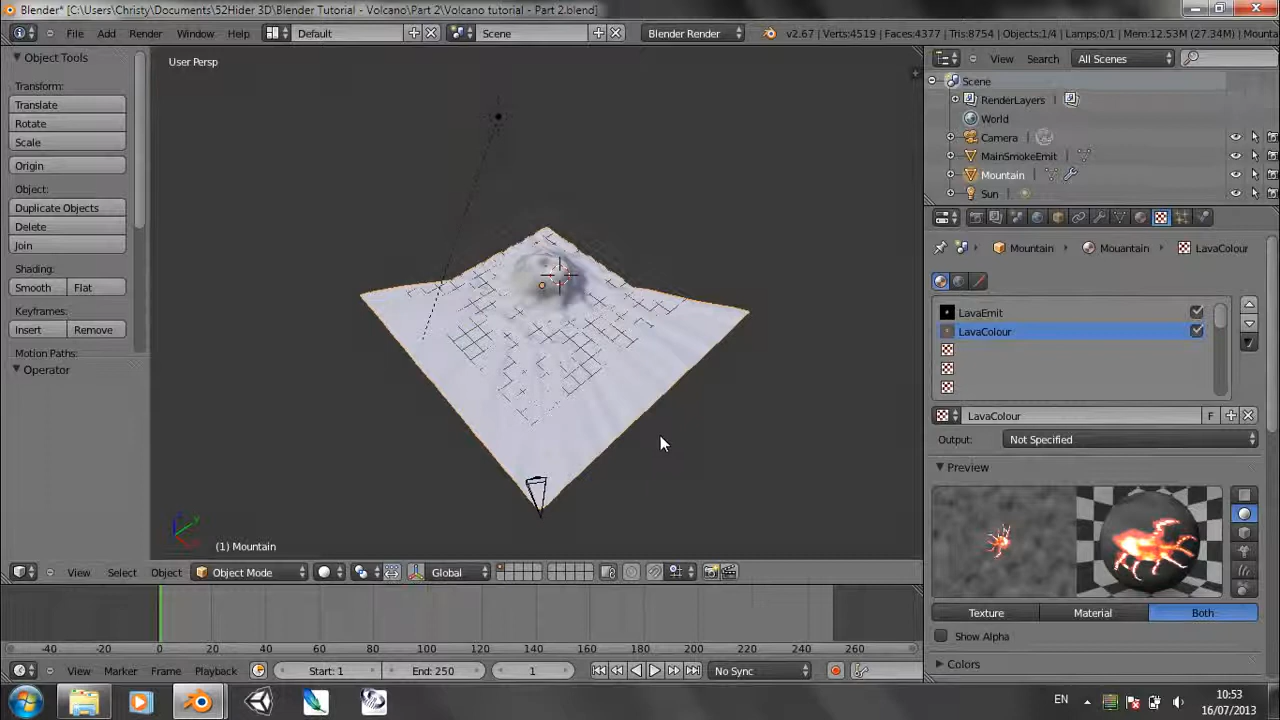 Blender* [C:\Users\Christy\Documents\52Hider 3D\Blender Tutorial - Volcano\Part 2\Volcano tutorial - Part 2.blend]
File Add Render Window Help Default Scene Blender Render v2.67 | Verts:4519 | Faces:4377 | Tris:8754 | Objects:1/4 | Lamps:0/1 | Mem:12.53M (27.34M) | Mounta
Object Tools
Transform:
Translate
Rotate
Scale
Origin
Object:
Duplicate Objects
Delete
Join
Shading:
Smooth Flat
Keyframes:
Insert Remove
Motion Paths:
Operator
User Persp
(1) Mountain
View Select Object Object Mode Global
-40 -20 0 20 40 60 80 100 120 140 160 180 200 220 240 260
View Marker Frame Playback Start: 1 End: 250 1 No Sync
View Search All Scenes
Scene
RenderLayers
World
Camera
MainSmokeEmit
Mountain
Sun
Mountain Mouantain LavaColour
LavaEmit
LavaColour
LavaColour F
Output: Not Specified
Preview
Texture Material Both
Show Alpha
Colors
EN
10:53
16/07/2013